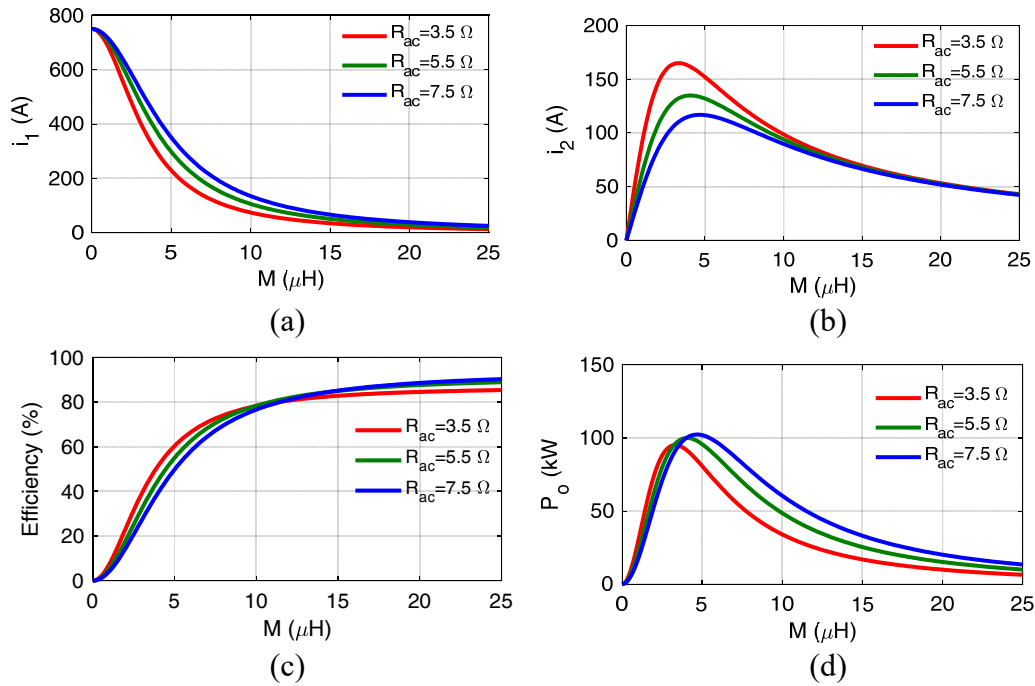 800
600
400
200
0
i1 (A)
Rac=3.5 Ω
Rac=5.5 Ω
Rac=7.5 Ω
0 5 10 15 20 25
M (μH)
(a)
200
150
100
50
0
i2 (A)
Rac=3.5 Ω
Rac=5.5 Ω
Rac=7.5 Ω
0 5 10 15 20 25
M (μH)
(b)
100
80
60
40
20
0
Efficiency (%)
Rac=3.5 Ω
Rac=5.5 Ω
Rac=7.5 Ω
0 5 10 15 20 25
M (μH)
(c)
150
100
50
0
Po (kW
Rac=3.5 Ω
Rac=5.5 Ω
Rac=7.5 Ω
0 5 10 15 20 25
M (μH)
(d)